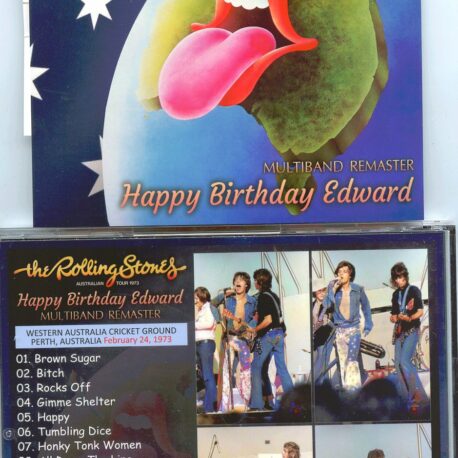 MULTIBAND REMASTER
Happy Birthday Edward
the Rolling Stones
AUSTRALIAN TOUR 1973
Happy Birthday Edward
MULTIBAND REMASTER
WESTERN AUSTRALIA CRICKET GROUND
PERTH, AUSTRALIA February 24, 1973
01. Brown Sugar
02. Bitch
03. Rocks Off
04. Gimme Shelter
05. Happy
06. Tumbling Dice
07. Honky Tonk Women